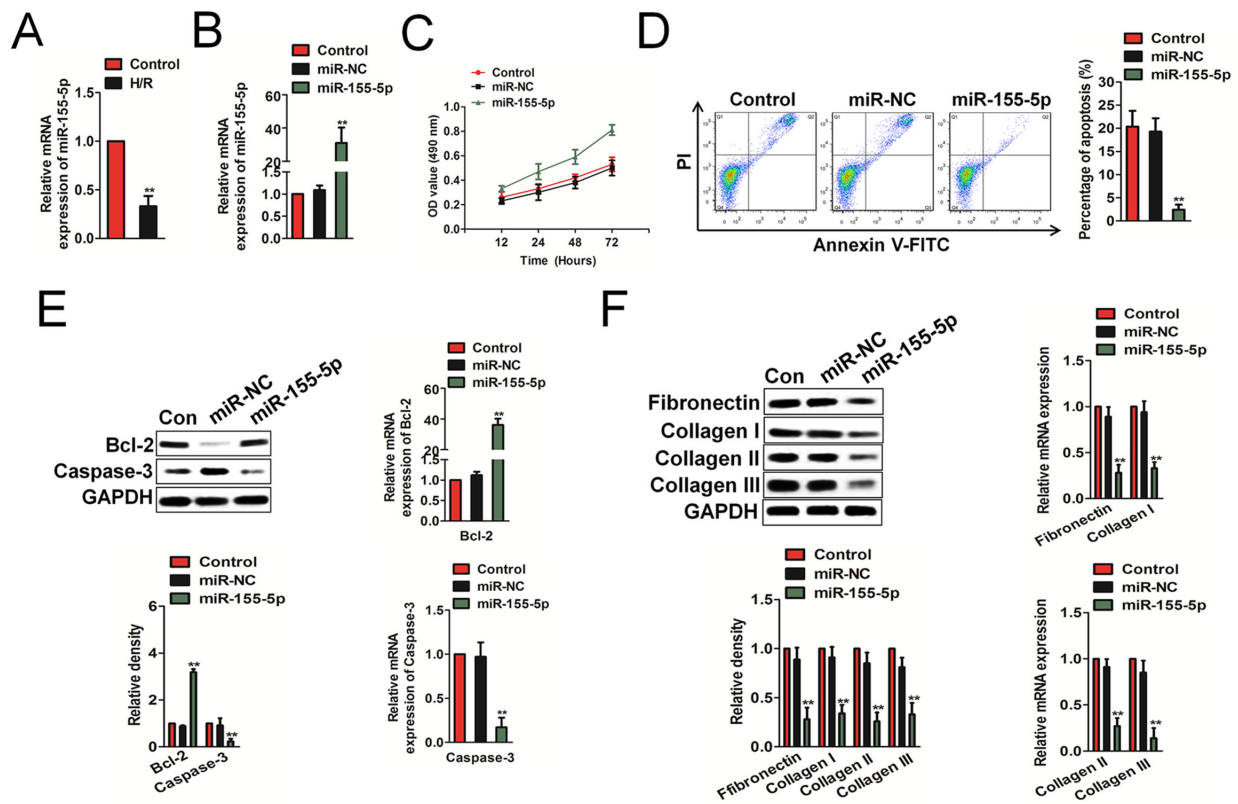 A
Control
H/R
Relative mRNA
expression of miR-155-5p
1.5
1.0
0.5
0.0
**
B
Control
miR-NC
miR-155-5p
Relative mRNA
expression of miR-155-5p
60
40
20
1.5
1.0
0.5
0.0
**
C
Control
miR-NC
miR-155-5p
OD value (490 nm)
1.0
0.8
0.6
0.4
0.2
0.0
12 24 48 72
Time (Hours)
D
Control miR-NC miR-155-5p
PI
Annexin V-FITC
Control
miR-NC
miR-155-5p
Percentage of apoptosis (%)
30
25
20
15
10
5
0
**
E
Con miR-NC miR-155-5p
Bcl-2
Caspase-3
GAPDH
Control
miR-NC
miR-155-5p
Relative mRNA
expression of Bcl-2
60
40
20
1.5
1.0
0.5
0.0
**
Bcl-2
Control
miR-NC
miR-155-5p
Relative density
6
4
2
0
**
**
Bcl-2
Caspase-3
Control
miR-NC
miR-155-5p
Relative mRNA
expression of Caspase-3
1.5
1.0
0.5
0.0
**
Caspase-3
F
Con miR-NC miR-155-5p
Fibronectin
Collagen I
Collagen II
Collagen III
GAPDH
Control
miR-NC
miR-155-5p
Relative mRNA expression
1.5
1.0
0.5
0.0
** **
Fibronectin
Collagen I
Control
miR-NC
miR-155-5p
Relative density
1.5
1.0
0.5
0.0
** ** ** **
Ffibronectin
Collagen I
Collagen II
Collagen III
Control
miR-NC
miR-155-5p
Relative mRNA expression
1.5
1.0
0.5
0.0
** **
Collagen II
Collagen III